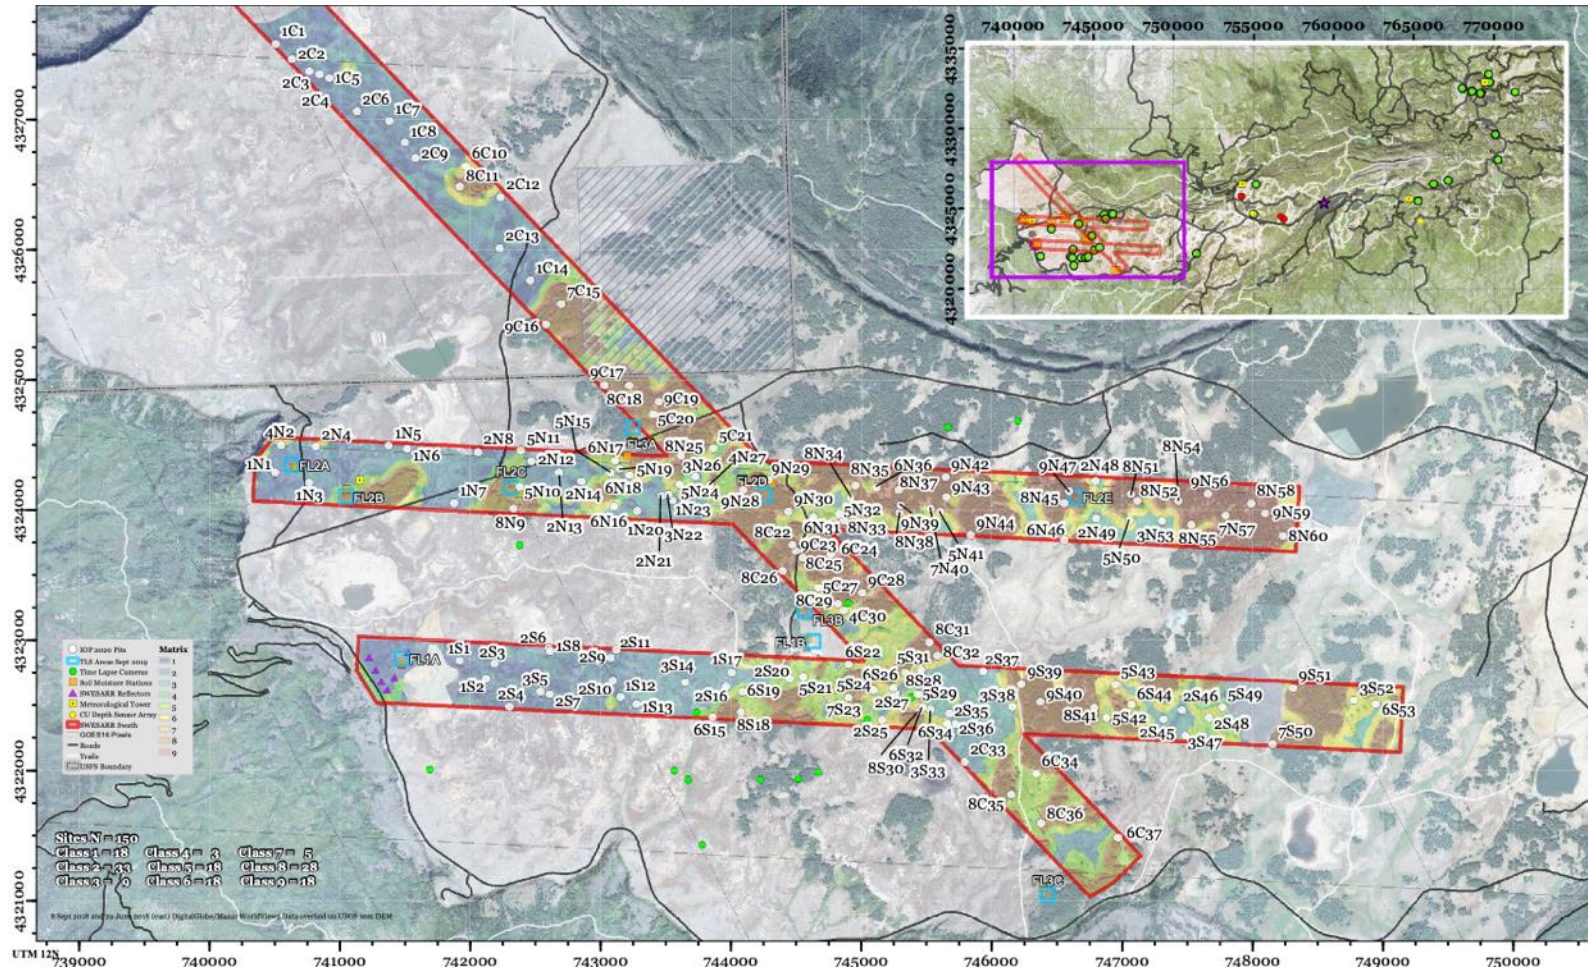 740000 745000 750000 755000 760000 765000 770000
4335000
4330000
4325000
4320000
4327000
4326000
4325000
4324000
4323000
4322000
4321000
1C1
2C2
2C3
1C5
2C4
2C6
1C7
1C8
2C9
6C10
8C11
2C12
2C13
1C14
7C15
9C16
9C17
8C18
9C19
5C20
5C21
FL3A
4N2
2N4
1N5
1N6
2N8
5N11
5N15
6N17
8N25
1N1
FL2A
1N3
FL2B
1N7
FL2C
2N12
5N10
2N14
8N9
2N13
6N16
6N18
5N19
1N20
2N21
3N22
1N23
5N24
3N26
4N27
9N28
FL2D
9N29
9N30
8N34
8N35
6N36
8N37
9N42
9N43
5N32
6N31
8N33
8N38
9N39
7N40
5N41
9N44
9N47
2N48
8N45
FL2E
8N51
8N52
8N54
9N56
8N58
9N59
8N60
6N46
2N49
5N50
3N53
8N55
7N57
8C22
9C23
6C24
8C25
8C26
5C27
9C28
8C29
FL3B
4C30
FL1B
8C31
8C32
2C33
6C34
8C35
8C36
6C37
FL3C
FL1A
1S1
2S3
2S6
1S8
2S9
2S11
1S2
2S4
3S5
2S7
2S10
1S12
1S13
3S14
6S15
2S16
1S17
8S18
6S19
2S20
5S21
6S22
7S23
5S24
2S25
6S26
2S27
8S28
5S29
8S30
5S31
6S32
3S33
6S34
2S35
2S36
2S37
3S38
9S39
9S40
8S41
5S42
5S43
6S44
2S45
2S46
3S47
2S48
5S49
7S50
9S51
3S52
6S53
IOP 2020 Pits
TLS Areas Sept 2019
Time Lapse Cameras
Soil Moisture Stations
SWESARR Reflectors
Meteorological Tower
CU Depth Sensor Array
SWESARR Swath
GOES16 Pixels
Roads
Trails
USFS Boundary
Matrix
1
2
3
4
5
6
7
8
9
Sites N = 150
Class 1 = 18 Class 4 = 3 Class 7 = 5
Class 2 = 33 Class 5 = 18 Class 8 = 28
Class 3 = 9 Class 6 = 18 Class 9 = 18
UTM 12N
739000 740000 741000 742000 743000 744000 745000 746000 747000 748000 749000 750000